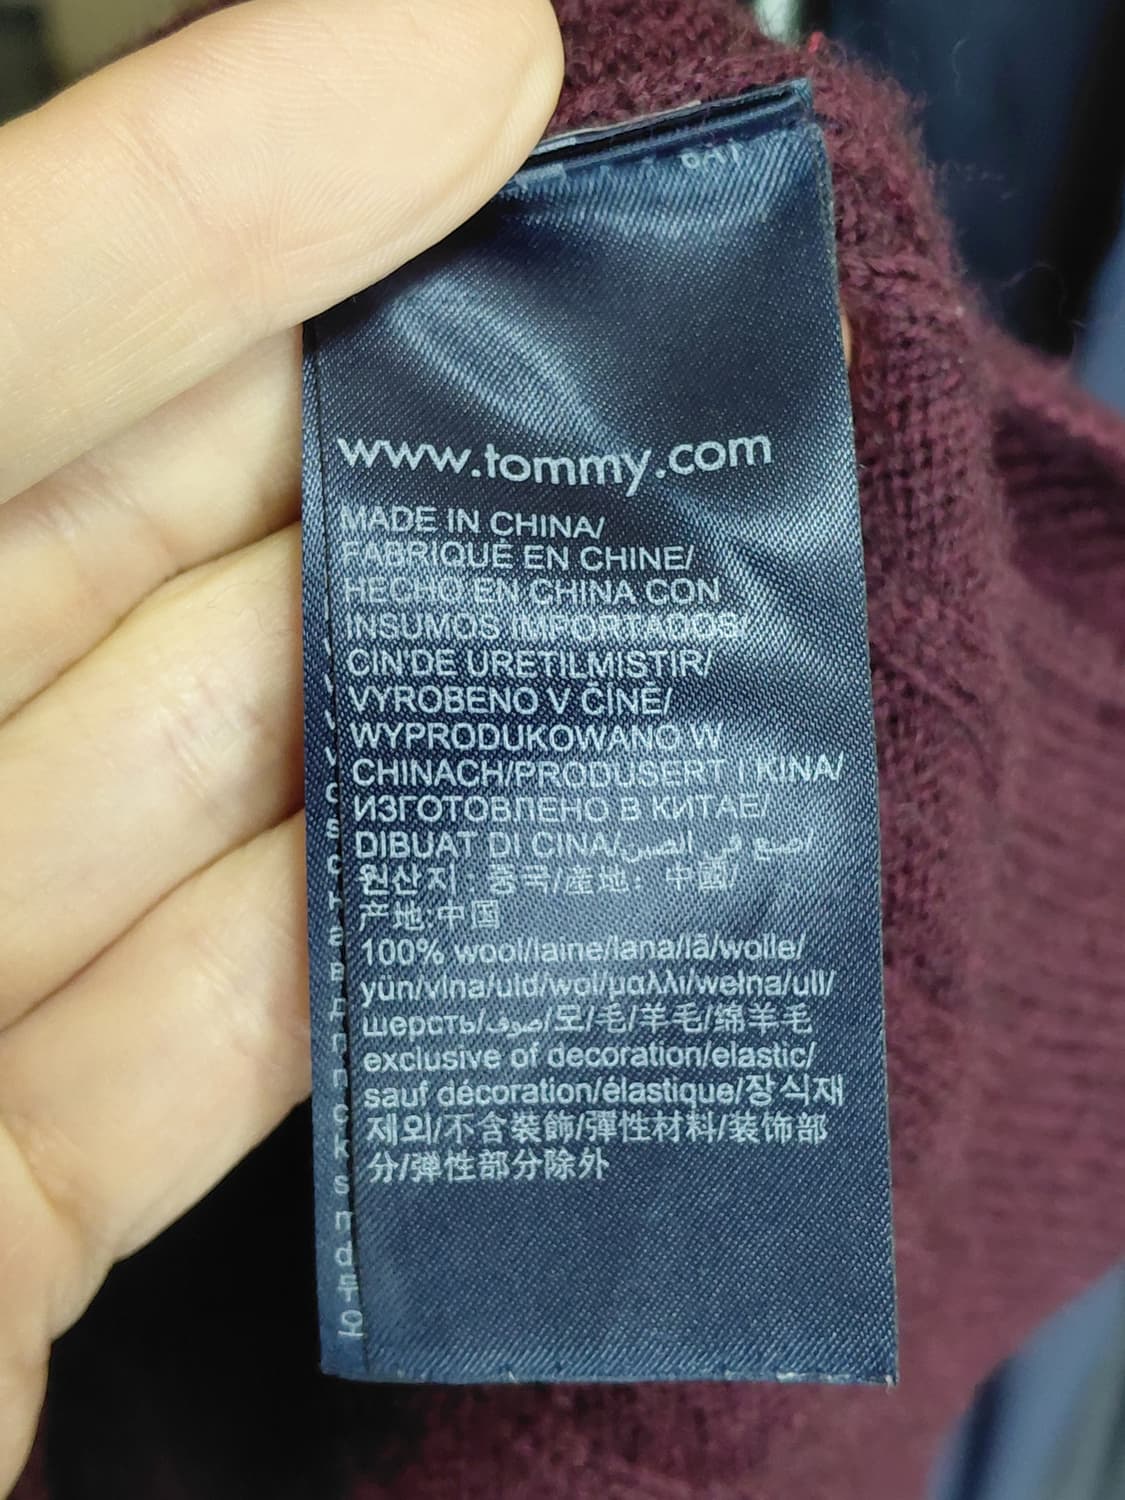 www.tommy.com
MADE IN CHINA/
FABRIQUÉ EN CHINE/
HECHO EN CHINA CON
INSUMOS IMPORTADOS/
CIN'DE URETILMISTIR/
VYROBENO V ČÍNĚ/
WYPRODUKOWANO W
CHINACH/PRODUSERT I KINA/
ИЗГОТОВЛЕНО В КИТАЕ/
DIBUAT DI CINA/صنع في الصين/
원산지 : 중국/產地: 中國/
产地:中国
100% wool/laine/lana/lã/wolle/
yün/vlna/uld/wol/μαλλι/wełna/ull/
шерсть/صوف/모/毛/羊毛/绵羊毛
exclusive of decoration/elastic/
sauf décoration/élastique/장식재
제외/不含裝飾/彈性材料/装饰部
分/弹性部分除外